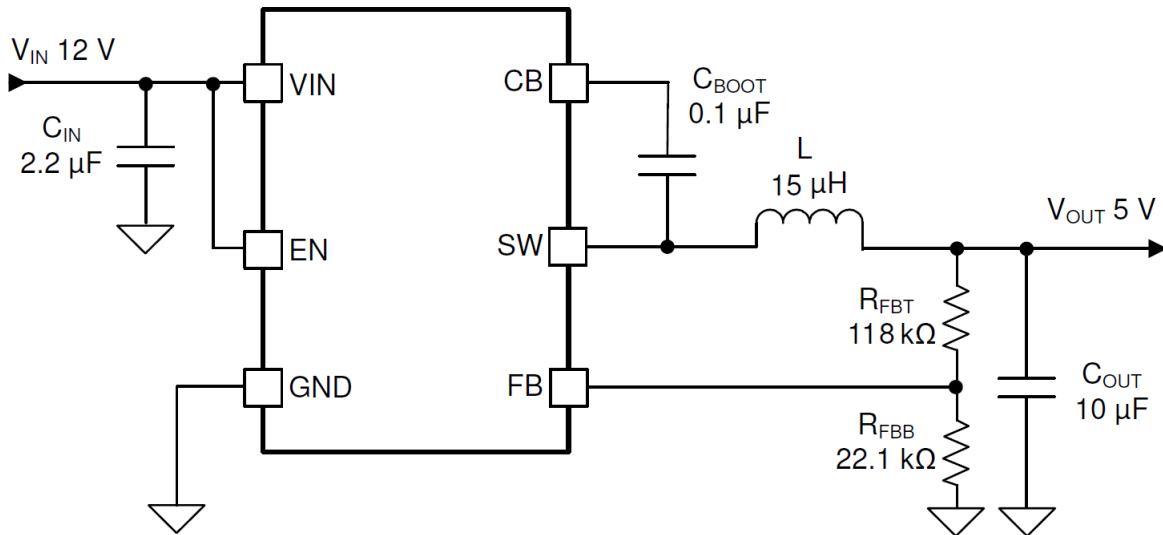 V_IN 12 V
C_IN
2.2 µF
VIN
EN
GND
CB
SW
FB
C_BOOT
0.1 µF
L
15 µH
V_OUT 5 V
R_FBT
118 kΩ
R_FBB
22.1 kΩ
C_OUT
10 µF